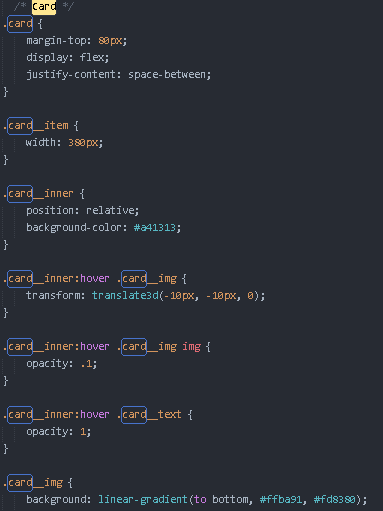 /* Card */
.card {
margin-top: 80px;
display: flex;
justify-content: space-between;
}
.card__item {
width: 380px;
}
.card__inner {
position: relative;
background-color: #a41313;
}
.card__inner:hover .card__img {
transform: translate3d(-10px, -10px, 0);
}
.card__inner:hover .card__img img {
opacity: .1;
}
.card__inner:hover .card__text {
opacity: 1;
}
.card__img {
background: linear-gradient(to bottom, #ffba91, #fd8380);